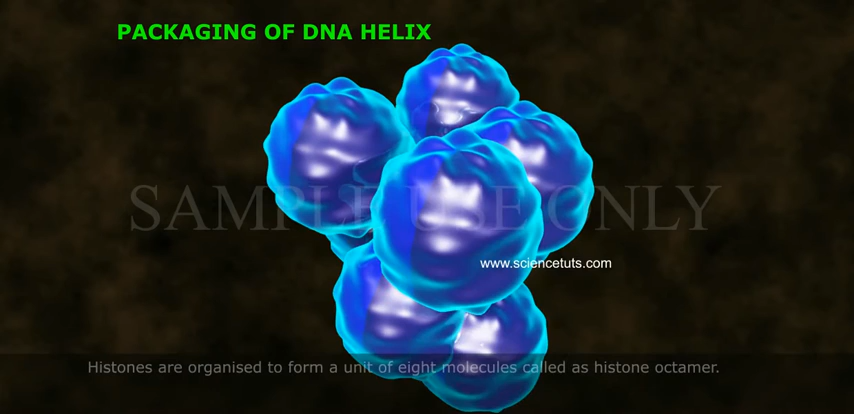 PACKAGING OF DNA HELIX
SAMPLE USE ONLY
www.sciencetuts.com
Histones are organised to form a unit of eight molecules called as histone octamer.